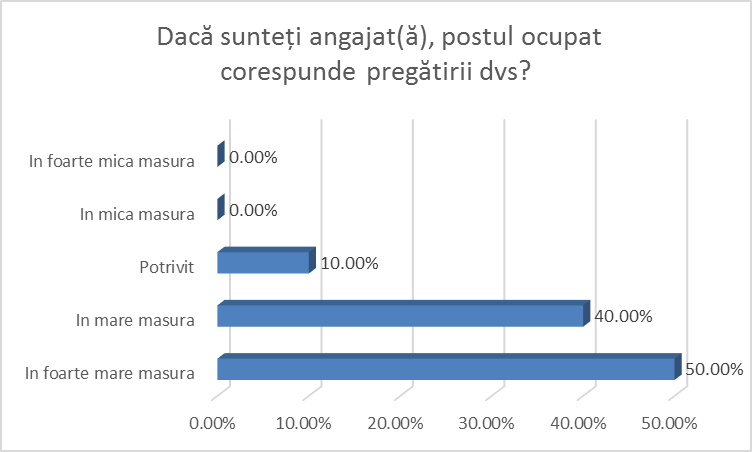 Dacă sunteți angajat(ă), postul ocupat
corespunde pregătirii dvs?
In foarte mica masura
0.00%
In mica masura
0.00%
Potrivit
10.00%
In mare masura
40.00%
In foarte mare masura
50.00%
0.00% 10.00% 20.00% 30.00% 40.00% 50.00%